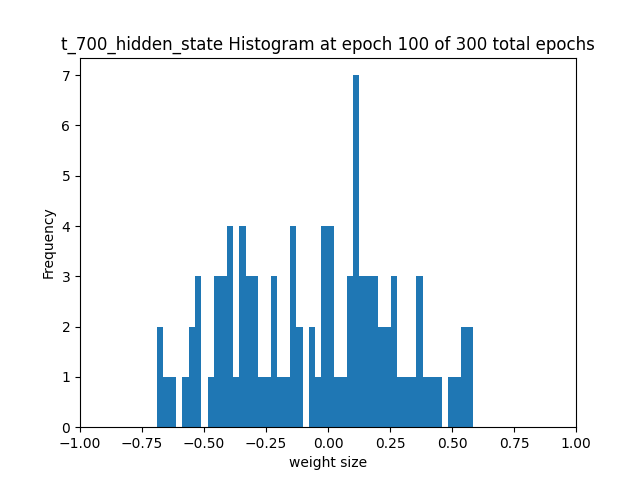 t_700_hidden_state Histogram at epoch 100 of 300 total epochs
7
6
5
4
3
2
1
0
Frequency
−1.00 −0.75 −0.50 −0.25 0.00 0.25 0.50 0.75 1.00
weight size